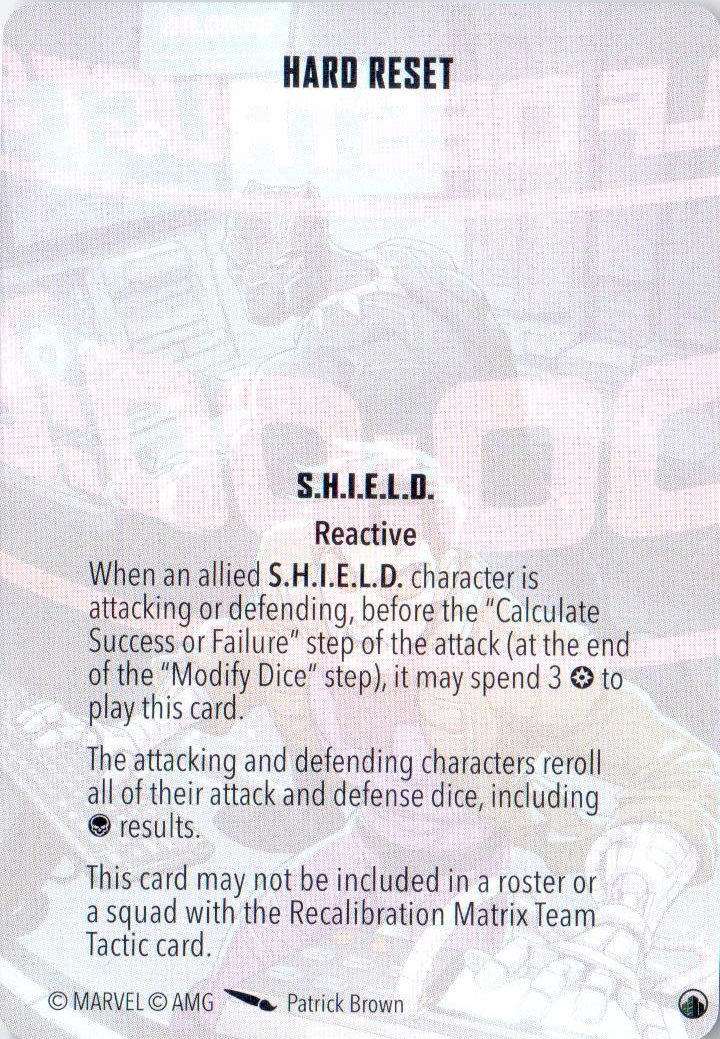 HARD RESET
S.H.I.E.L.D.
Reactive
When an allied S.H.I.E.L.D. character is
attacking or defending, before the "Calculate
Success or Failure" step of the attack (at the end
of the "Modify Dice" step), it may spend 3 to
play this card.
The attacking and defending characters reroll
all of their attack and defense dice, including
results.
This card may not be included in a roster or
a squad with the Recalibration Matrix Team
Tactic card.
© MARVEL © AMG Patrick Brown